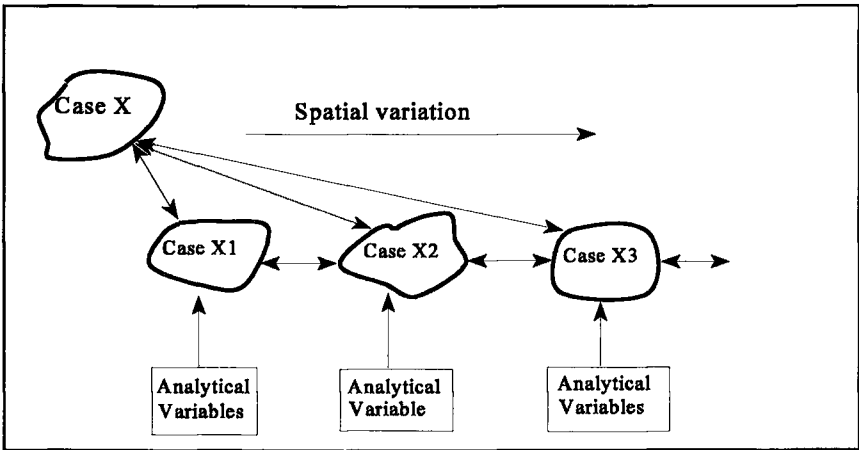 Case X
Spatial variation
Case X1
Case X2
Case X3
Analytical
Variables
Analytical
Variable
Analytical
Variables